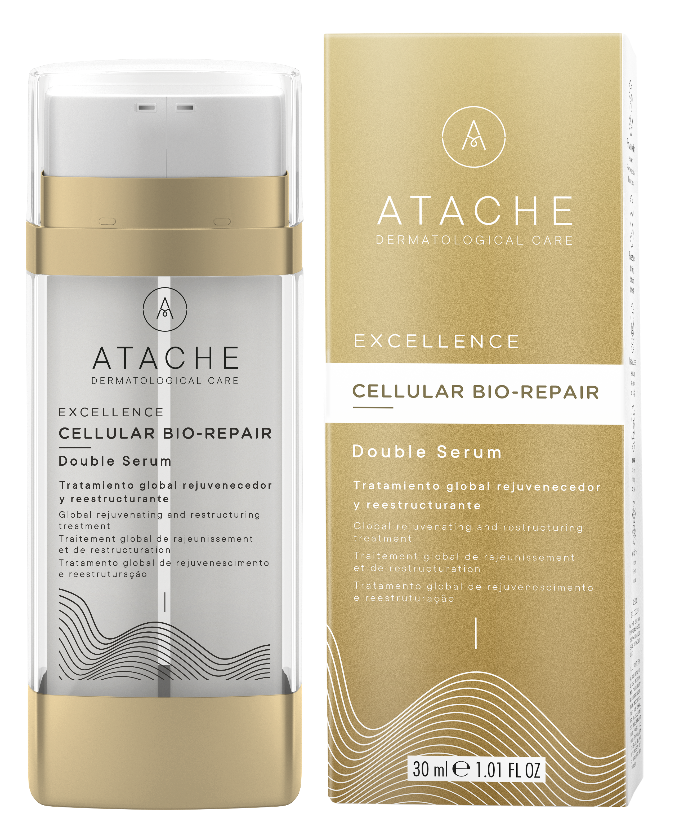 ATACHE
DERMATOLOGICAL CARE
EXCELLENCE
CELLULAR BIO-REPAIR
Double Serum
Tratamiento global rejuvenecedor
y reestructurante
Global rejuvenating and restructuring
treatment
Traitement global de rajeunissement
et de restructuration
Tratamento global de rejuvenescimento
e reestruturação
ATACHE
DERMATOLOGICAL CARE
EXCELLENCE
CELLULAR BIO-REPAIR
Double Serum
Tratamiento global rejuvenecedor
y reestructurante
Global rejuvenating and restructuring
treatment
Traitement global de rajeunissement
et de restructuration
Tratamento global de rejuvenescimento
e reestruturação
30 ml ℮ 1.01 FL OZ